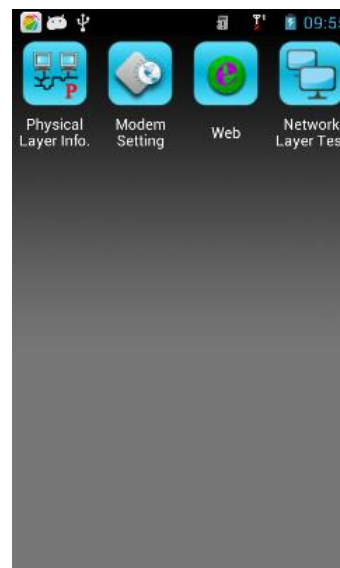 09:5
Physical
Layer Info.
Modem
Setting
Web
Network
Layer Tes
P